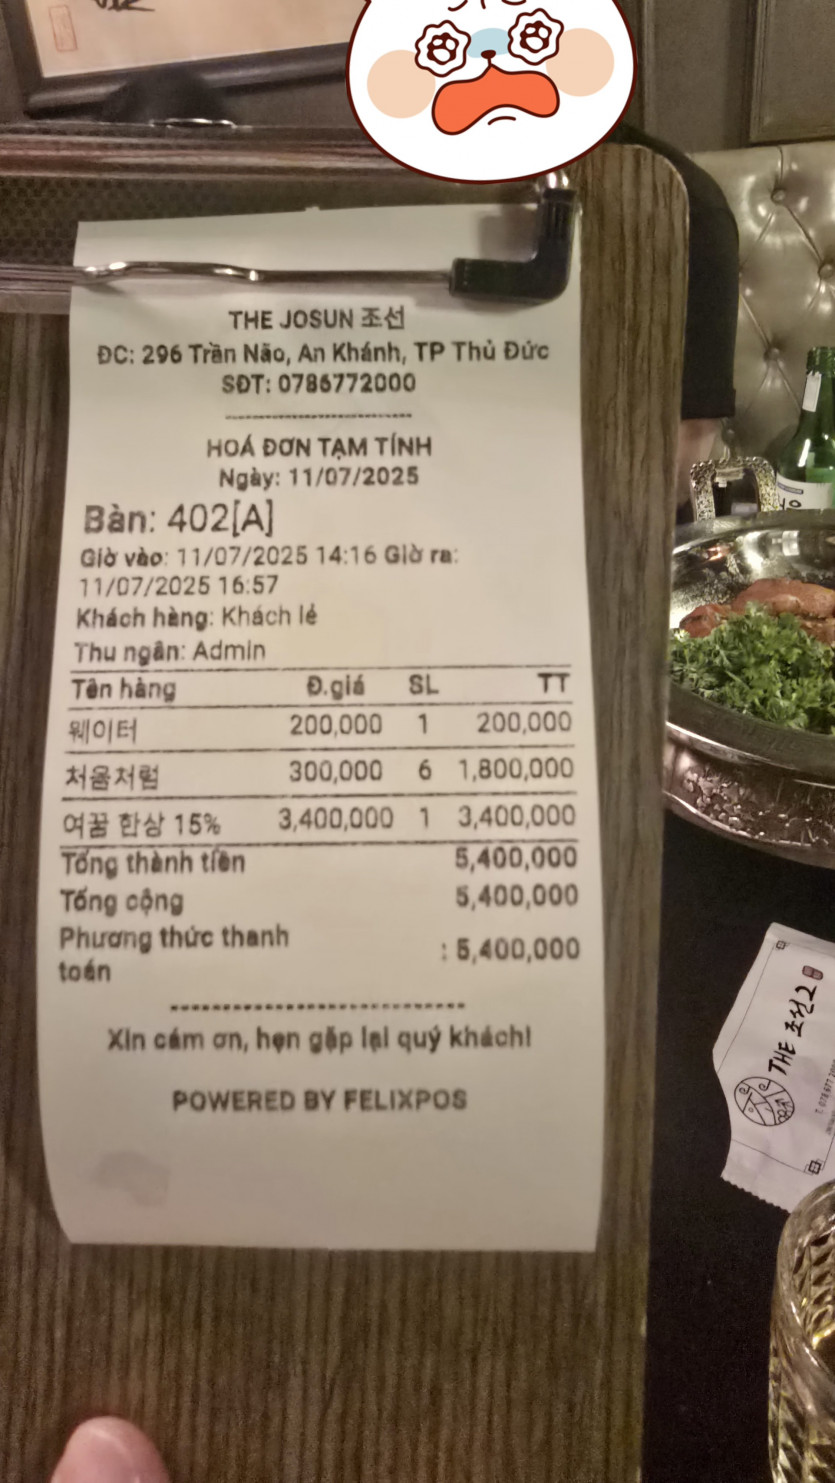 THE JOSUN 조선
ĐC: 296 Trần Não, An Khánh, TP Thủ Đức
SĐT: 0786772000
HOÁ ĐƠN TẠM TÍNH
Ngày: 11/07/2025
Bàn: 402[A]
Giờ vào: 11/07/2025 14:16 Giờ ra:
11/07/2025 16:57
Khách hàng: Khách lẻ
Thu ngân: Admin
Tên hàng Đ.giá SL TT
웨이터 200,000 1 200,000
처음처럼 300,000 6 1,800,000
여꿈 한상 15% 3,400,000 1 3,400,000
Tổng thành tiền 5,400,000
Tổng cộng 5,400,000
Phương thức thanh toán : 5,400,000
Xin cám ơn, hẹn gặp lại quý khách!
POWERED BY FELIXPOS
THE 조선